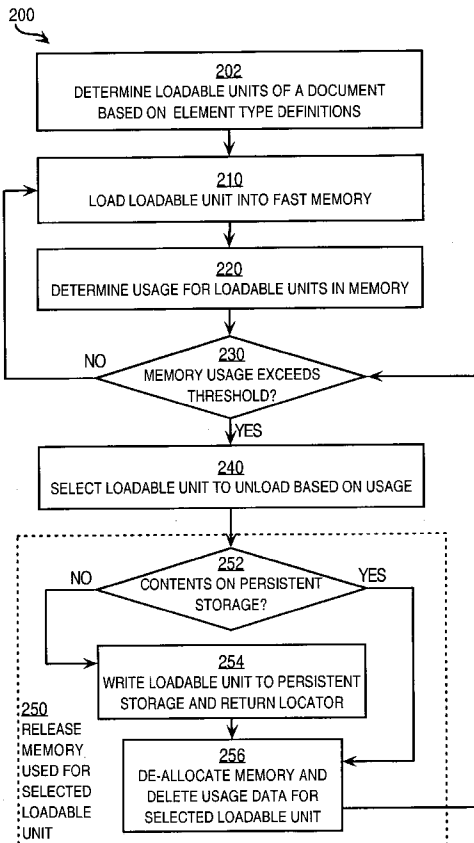 200
202
DETERMINE LOADABLE UNITS OF A DOCUMENT
BASED ON ELEMENT TYPE DEFINITIONS
210
LOAD LOADABLE UNIT INTO FAST MEMORY
220
DETERMINE USAGE FOR LOADABLE UNITS IN MEMORY
230
NO
MEMORY USAGE EXCEEDS
THRESHOLD?
YES
240
SELECT LOADABLE UNIT TO UNLOAD BASED ON USAGE
252
NO
CONTENTS ON PERSISTENT
STORAGE?
YES
254
WRITE LOADABLE UNIT TO PERSISTENT
STORAGE AND RETURN LOCATOR
250
RELEASE
MEMORY
USED FOR
SELECTED
LOADABLE
UNIT
256
DE-ALLOCATE MEMORY AND
DELETE USAGE DATA FOR
SELECTED LOADABLE UNIT